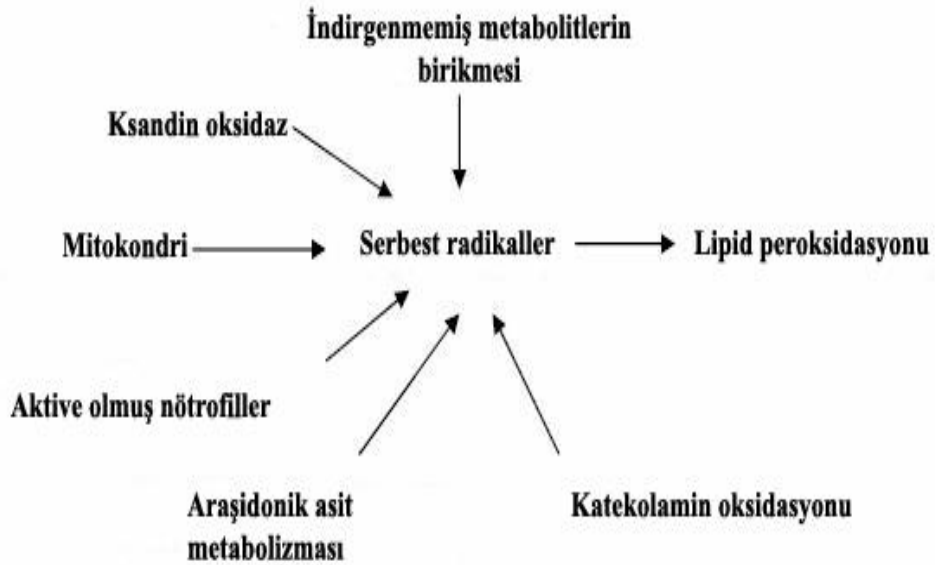 İndirgenmemiş metabolitlerin
birikmesi
Ksandin oksidaz
Mitokondri
Serbest radikaller
Lipid peroksidasyonu
Aktive olmuş nötrofiller
Araşidonik asit
metabolizması
Katekolamin oksidasyonu